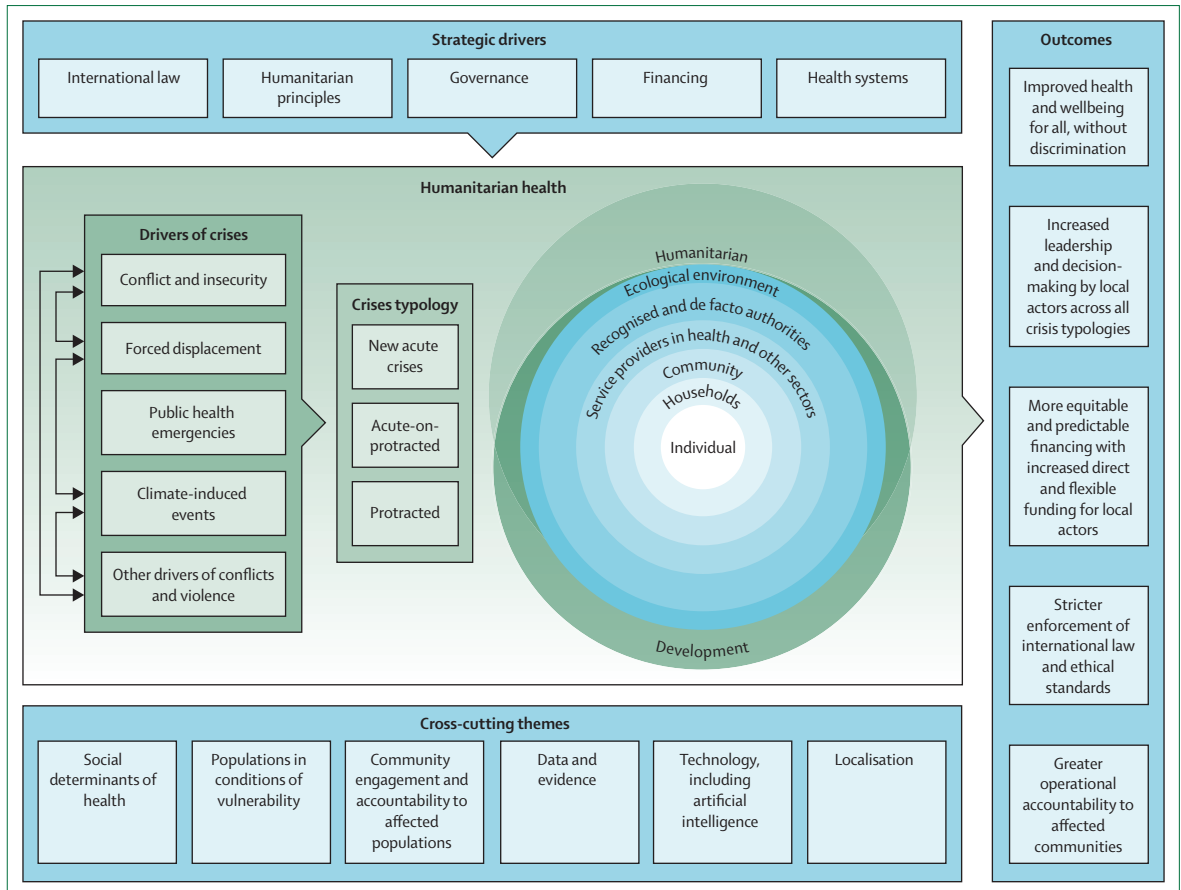 Strategic drivers
International law
Humanitarian
principles
Governance
Financing
Health systems
Humanitarian health
Drivers of crises
Conflict and insecurity
Forced displacement
Public health
emergencies
Climate-induced
events
Other drivers of conflicts
and violence
Crises typology
New acute
crises
Acute-on-
protracted
Protracted
Humanitarian
Ecological environment
Recognised and de facto authorities
Service providers in health and other sectors
Community
Households
Individual
Development
Cross-cutting themes
Social
determinants of
health
Populations in
conditions of
vulnerability
Community
engagement and
accountability to
affected
populations
Data and
evidence
Technology,
including
artificial
intelligence
Localisation
Outcomes
Improved health
and wellbeing
for all, without
discrimination
Increased
leadership
and decision-
making by local
actors across all
crisis typologies
More equitable
and predictable
financing with
increased direct
and flexible
funding for local
actors
Stricter
enforcement of
international law
and ethical
standards
Greater
operational
accountability to
affected
communities